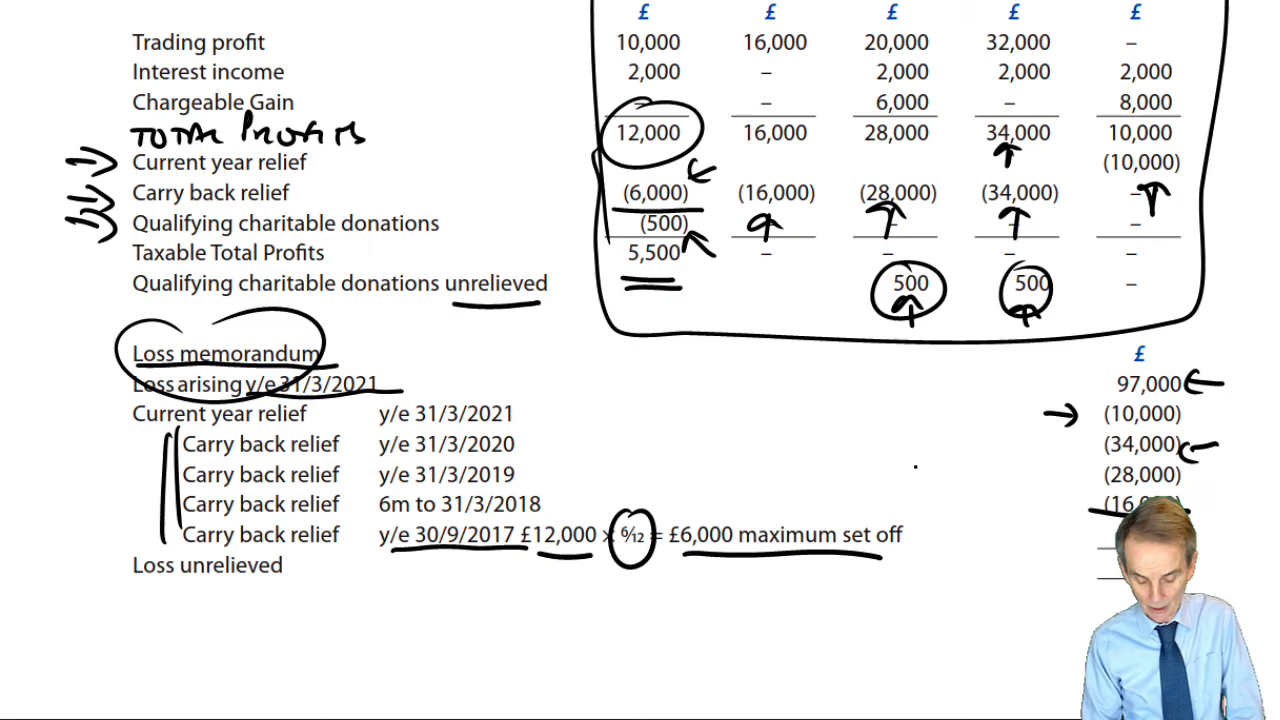 £ £ £ £ £
Trading profit 10,000 16,000 20,000 32,000 –
Interest income 2,000 – 2,000 2,000 2,000
Chargeable Gain – – 6,000 – 8,000
TOTAL PROFITS 12,000 16,000 28,000 34,000 10,000
Current year relief (10,000)
Carry back relief (6,000) (16,000) (28,000) (34,000) –
Qualifying charitable donations (500) – – – –
Taxable Total Profits 5,500 – – – –
Qualifying charitable donations unrelieved 500 500 –
Loss memorandum £
Loss arising y/e 31/3/2021 97,000
Current year relief y/e 31/3/2021 (10,000)
Carry back relief y/e 31/3/2020 (34,000)
Carry back relief y/e 31/3/2019 (28,000)
Carry back relief 6m to 31/3/2018
Carry back relief y/e 30/9/2017 £12,000 × 6/12 = £6,000 maximum set off
Loss unrelieved